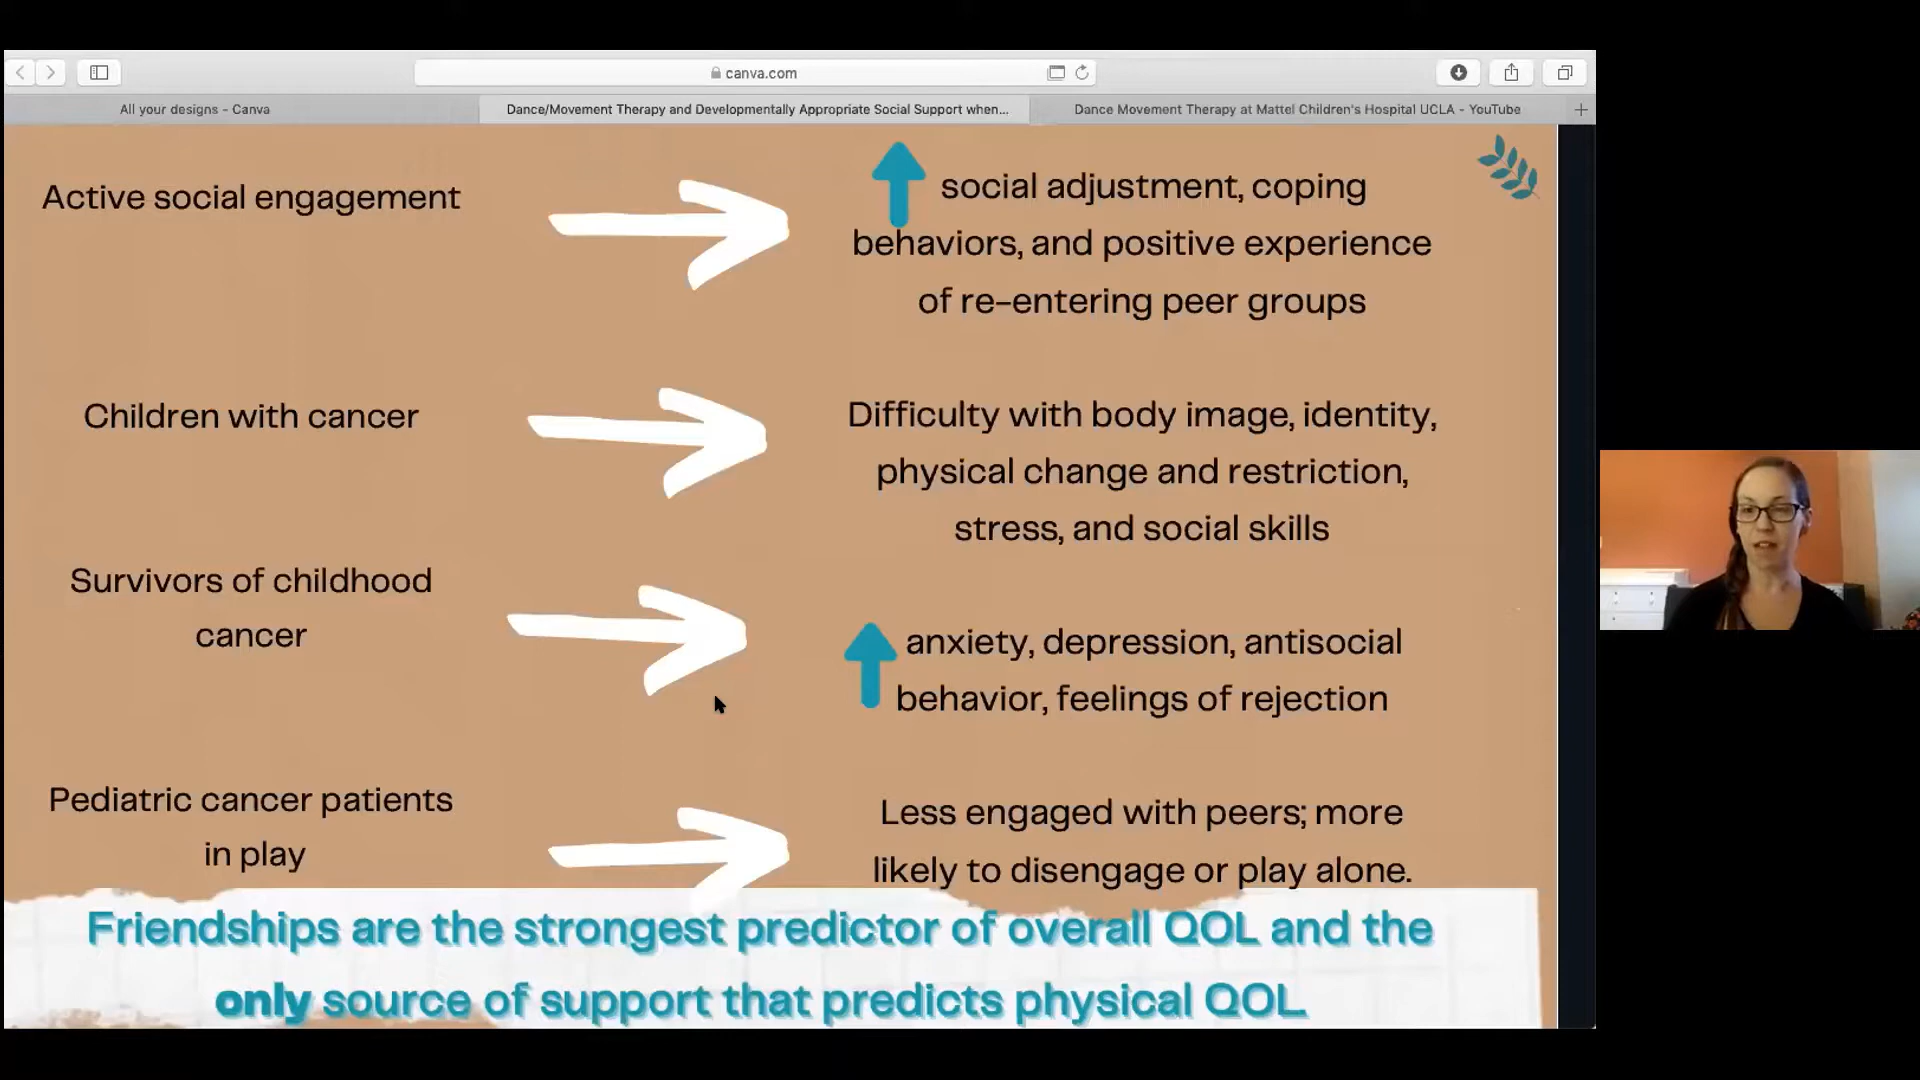 canva.com
All your designs - Canva
Dance/Movement Therapy and Developmentally Appropriate Social Support when...
Dance Movement Therapy at Mattel Children's Hospital UCLA - YouTube
Active social engagement
social adjustment, coping
behaviors, and positive experience
of re-entering peer groups
Children with cancer
Difficulty with body image, identity,
physical change and restriction,
stress, and social skills
Survivors of childhood
cancer
anxiety, depression, antisocial
behavior, feelings of rejection
Pediatric cancer patients
in play
Less engaged with peers; more
likely to disengage or play alone.
Friendships are the strongest predictor of overall QOL and the
only source of support that predicts physical QOL